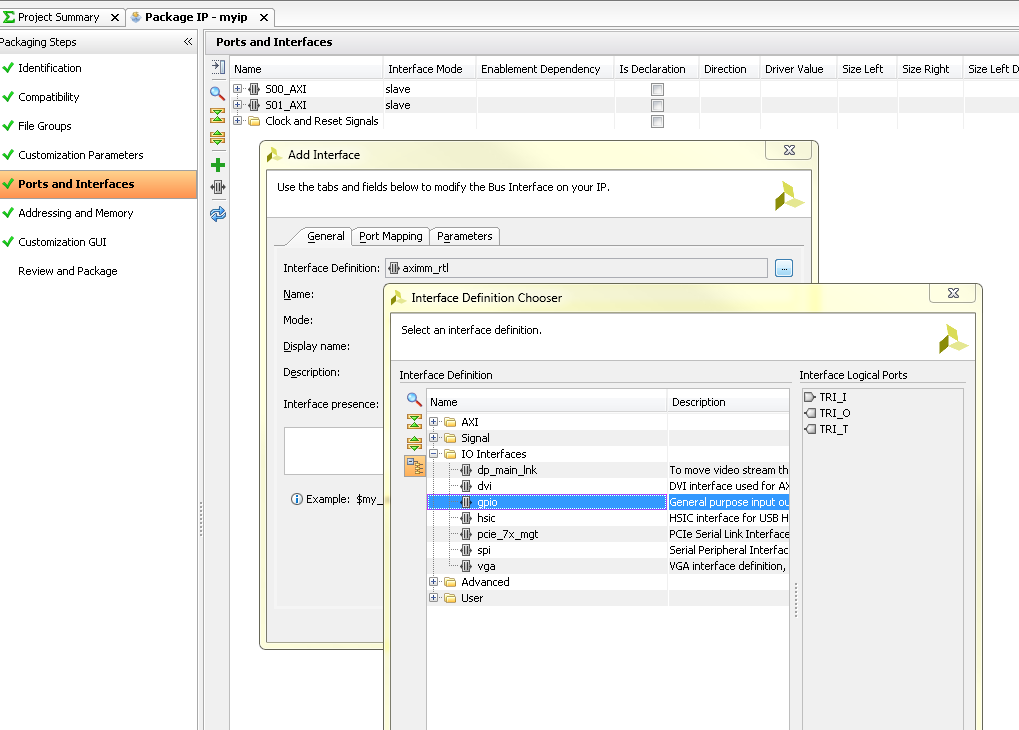 Project Summary
Package IP - myip
Packaging Steps
Identification
Compatibility
File Groups
Customization Parameters
Ports and Interfaces
Addressing and Memory
Customization GUI
Review and Package
Ports and Interfaces
Name Interface Mode Enablement Dependency Is Declaration Direction Driver Value Size Left Size Right Size Left D
S00_AXI slave
S01_AXI slave
Clock and Reset Signals
Add Interface
Use the tabs and fields below to modify the Bus Interface on your IP.
General Port Mapping Parameters
Interface Definition: aximm_rtl ...
Name:
Mode:
Display name:
Description:
Interface presence:
Example: $my_
Interface Definition Chooser
Select an interface definition.
Interface Definition
Name Description
AXI
Signal
IO Interfaces
dp_main_lnk To move video stream th
dvi DVI interface used for AX
gpio General purpose input ou
hsic HSIC interface for USB H
pcie_7x_mgt PCIe Serial Link Interface
spi Serial Peripheral Interfac
vga VGA interface definition,
Advanced
User
Interface Logical Ports
TRI_I
TRI_O
TRI_T